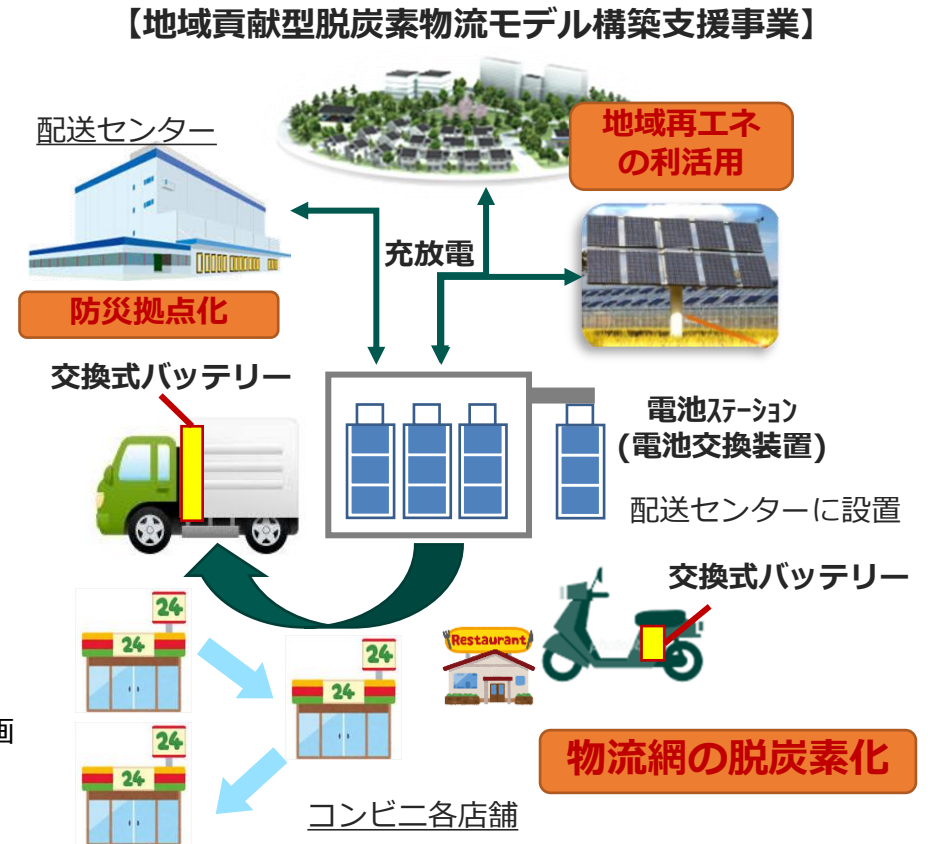 【地域貢献型脱炭素物流モデル構築支援事業】
配送センター
地域再エネ
の利活用
充放電
防災拠点化
交換式バッテリー
電池ｽﾃｰｼｮﾝ
(電池交換装置)
配送センターに設置
交換式バッテリー
24
24
Restaurant
24
24
画
24
24
物流網の脱炭素化
コンビニ各店舗